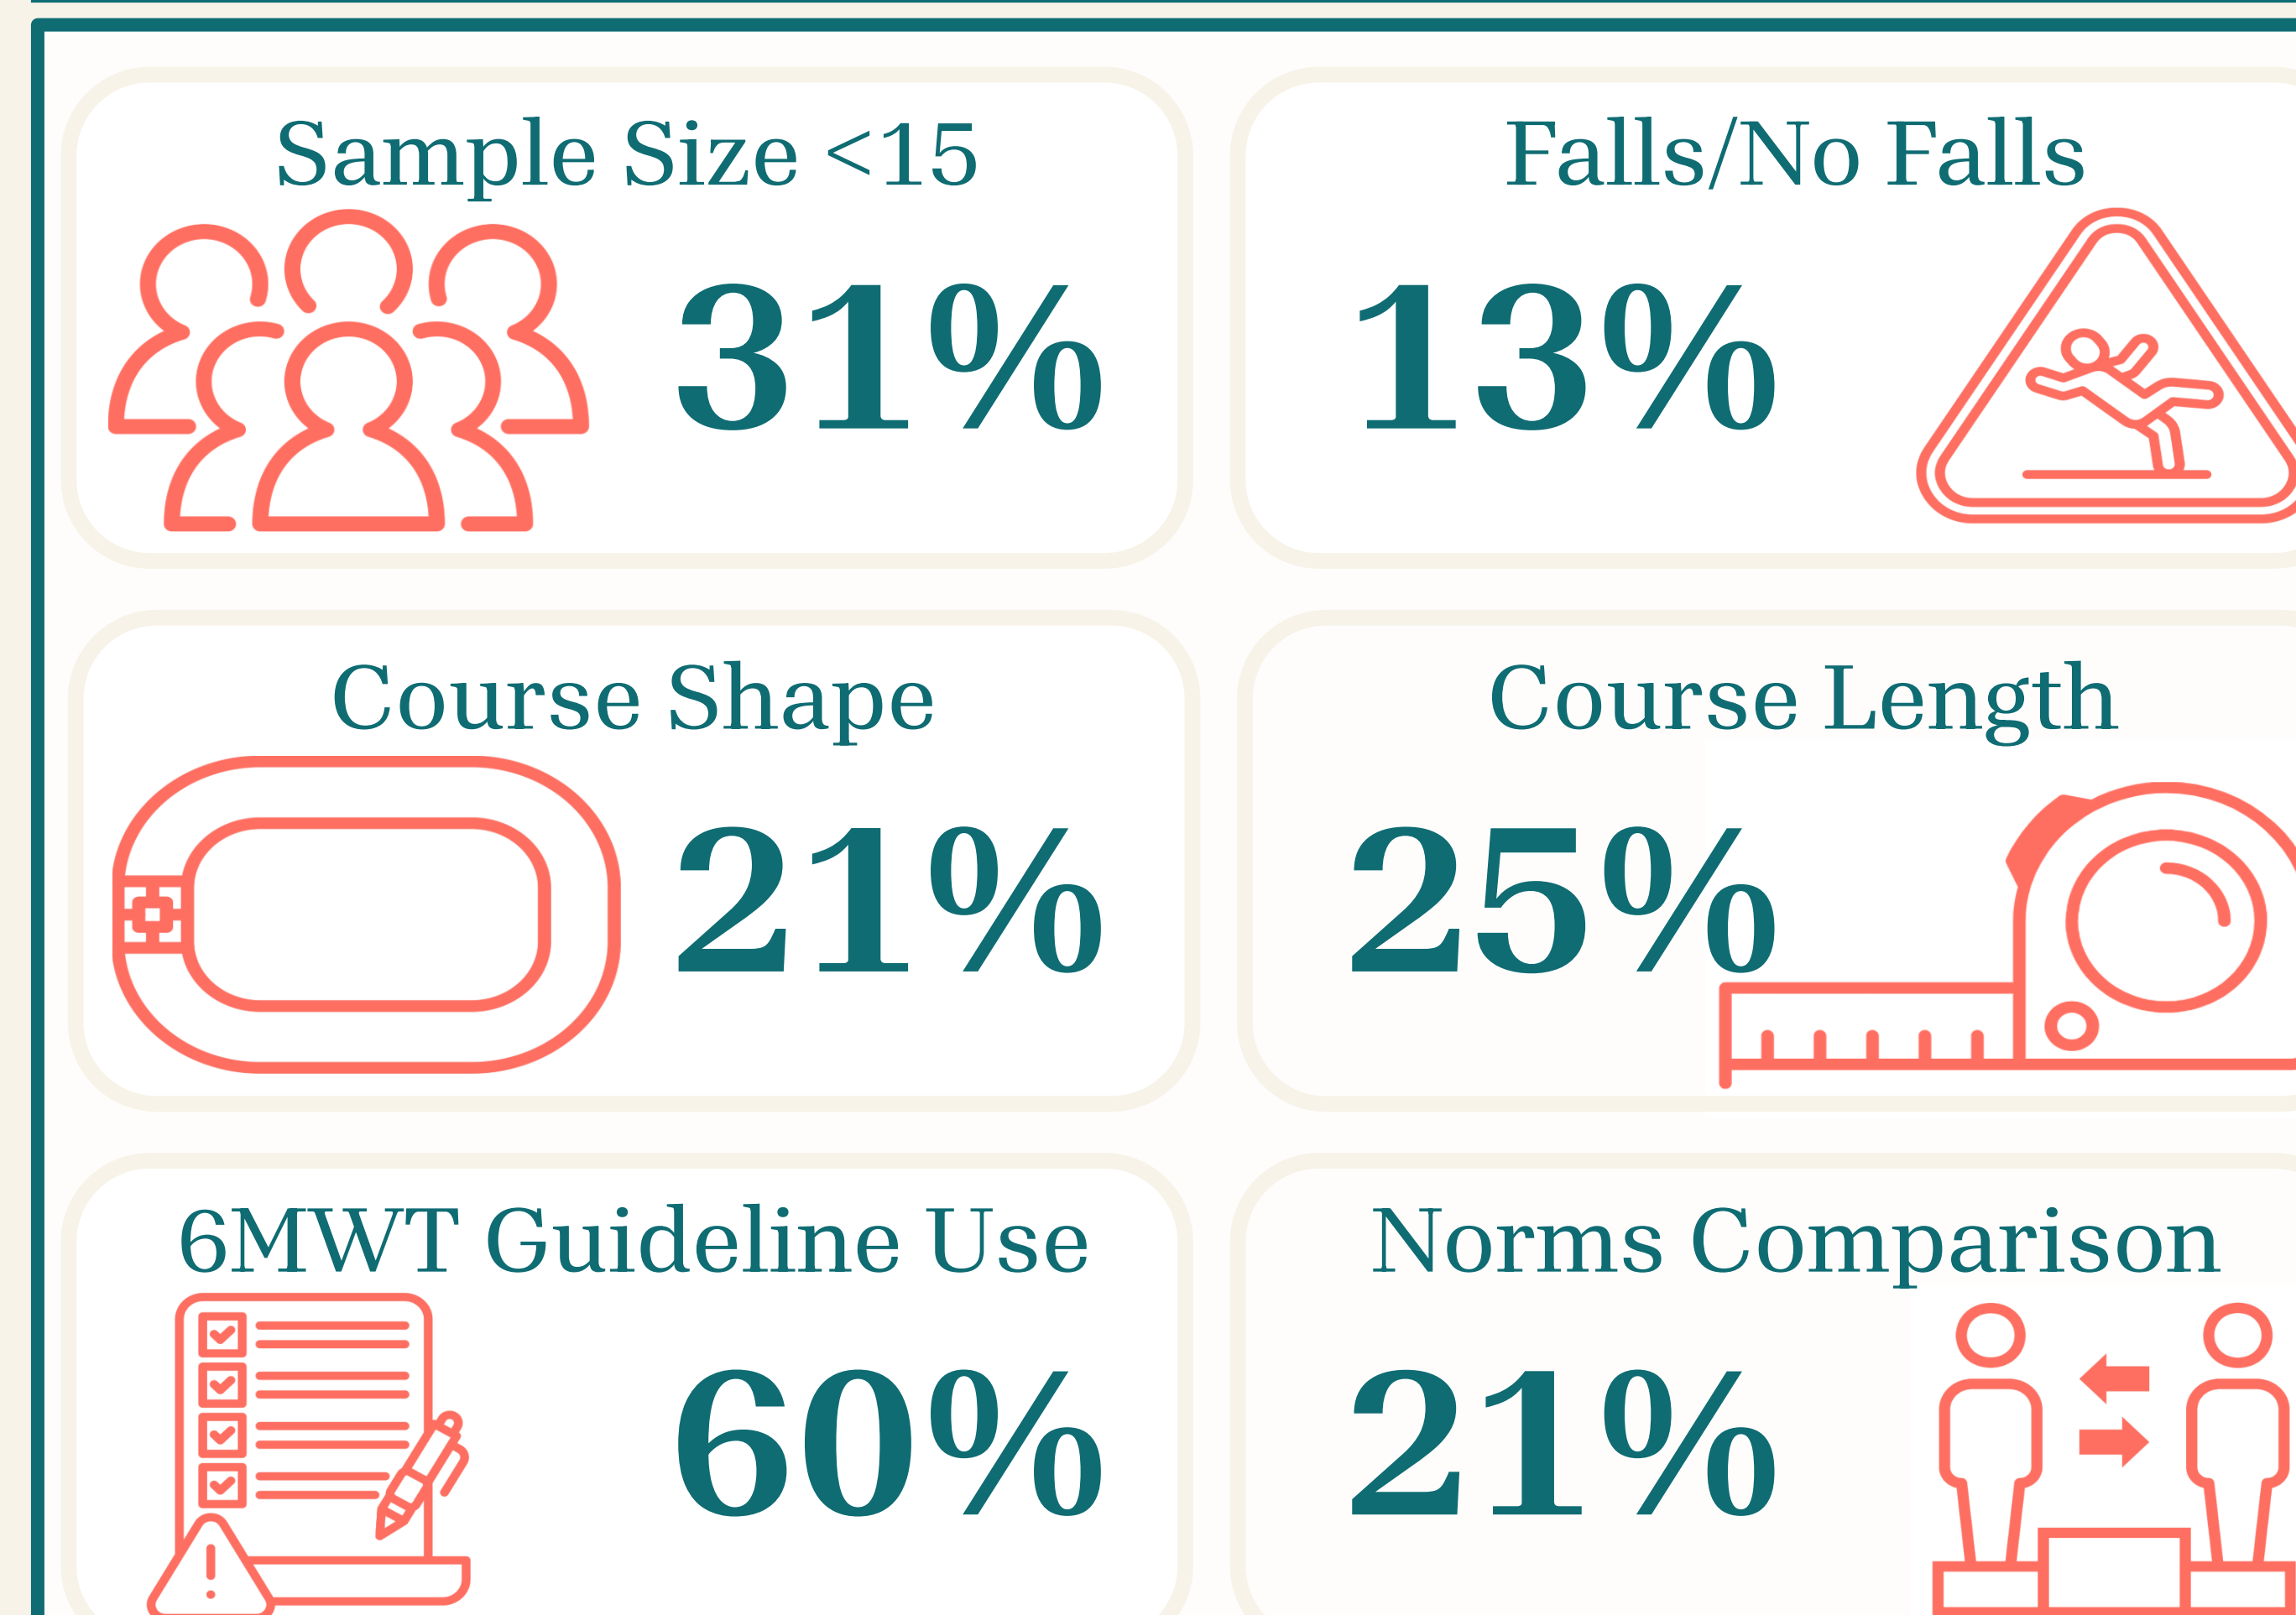 Sample Size <15
31%
Falls/No Falls
13%
Course Shape
21%
Course Length
25%
6MWT Guideline Use
60%
Norms Comparison
21%